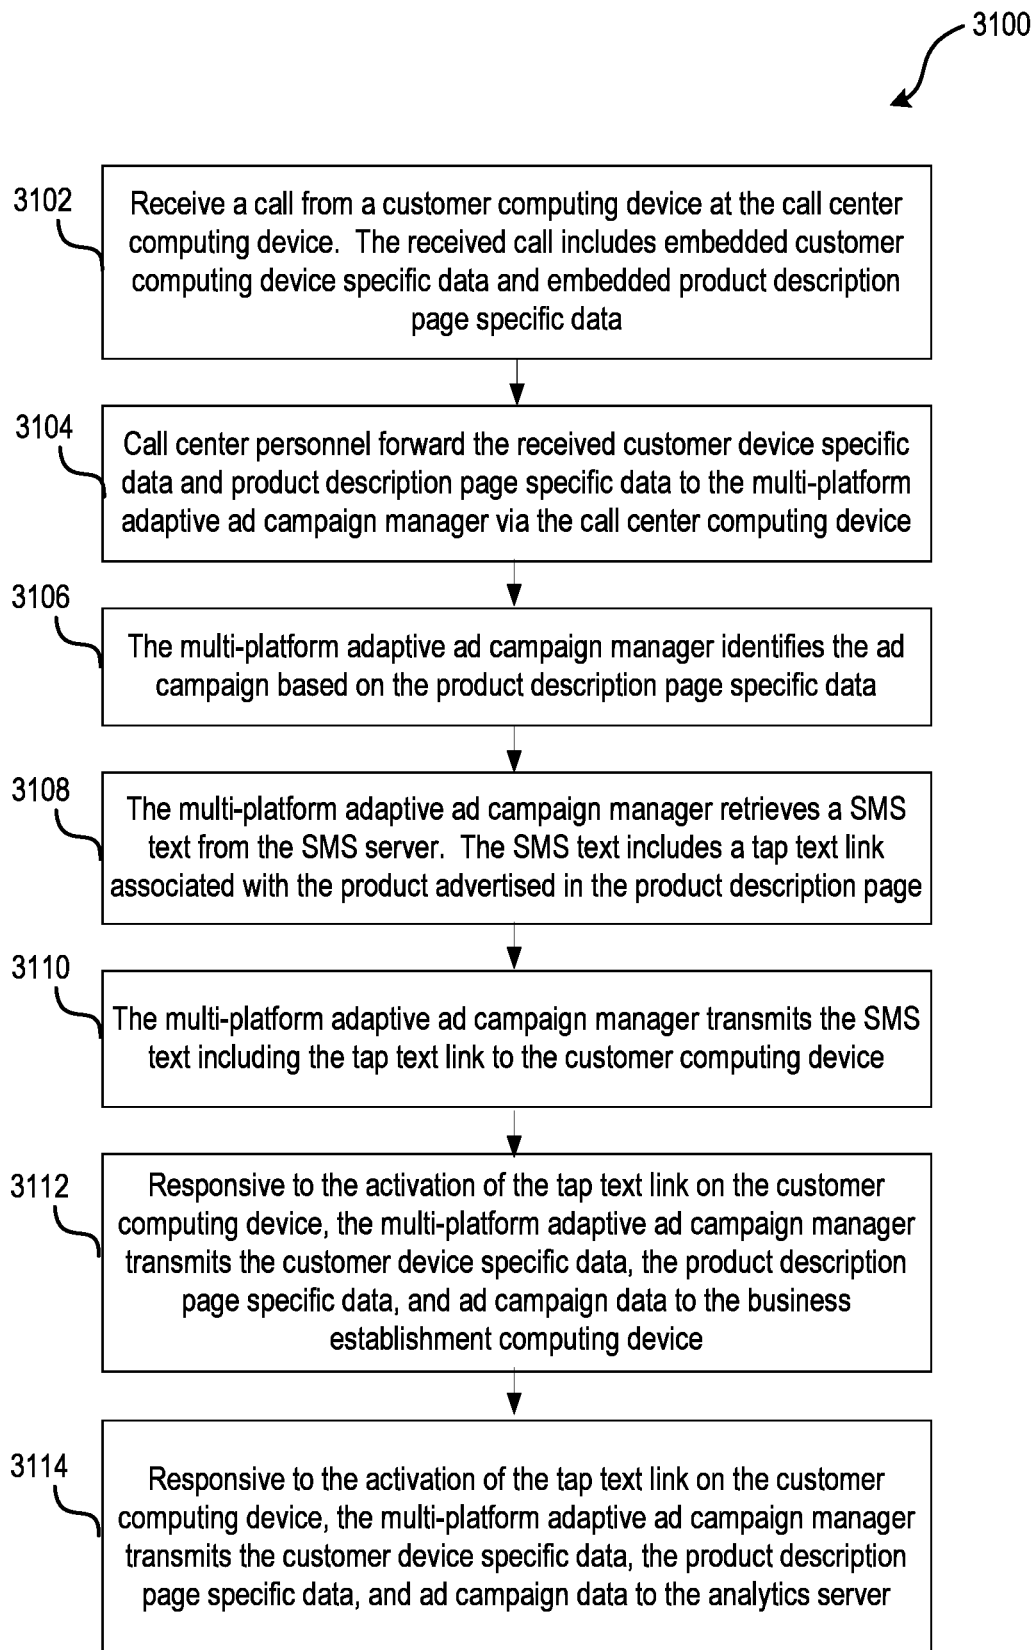 3100
3102
Receive a call from a customer computing device at the call center
computing device. The received call includes embedded customer
computing device specific data and embedded product description
page specific data
3104
Call center personnel forward the received customer device specific
data and product description page specific data to the multi-platform
adaptive ad campaign manager via the call center computing device
3106
The multi-platform adaptive ad campaign manager identifies the ad
campaign based on the product description page specific data
3108
The multi-platform adaptive ad campaign manager retrieves a SMS
text from the SMS server. The SMS text includes a tap text link
associated with the product advertised in the product description page
3110
The multi-platform adaptive ad campaign manager transmits the SMS
text including the tap text link to the customer computing device
3112
Responsive to the activation of the tap text link on the customer
computing device, the multi-platform adaptive ad campaign manager
transmits the customer device specific data, the product description
page specific data, and ad campaign data to the business
establishment computing device
3114
Responsive to the activation of the tap text link on the customer
computing device, the multi-platform adaptive ad campaign manager
transmits the customer device specific data, the product description
page specific data, and ad campaign data to the analytics server